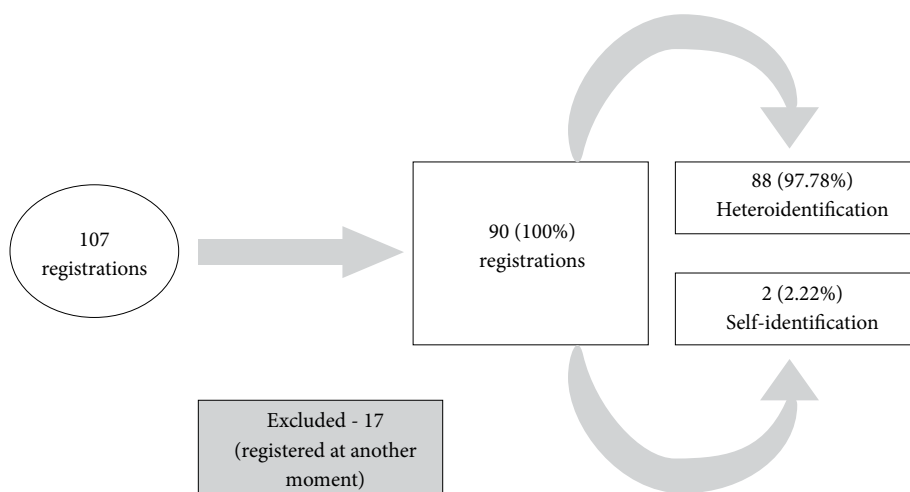 107
registrations
90 (100%)
registrations
88 (97.78%)
Heteroidentification
2 (2.22%)
Self-identification
Excluded - 17
(registered at another
moment)